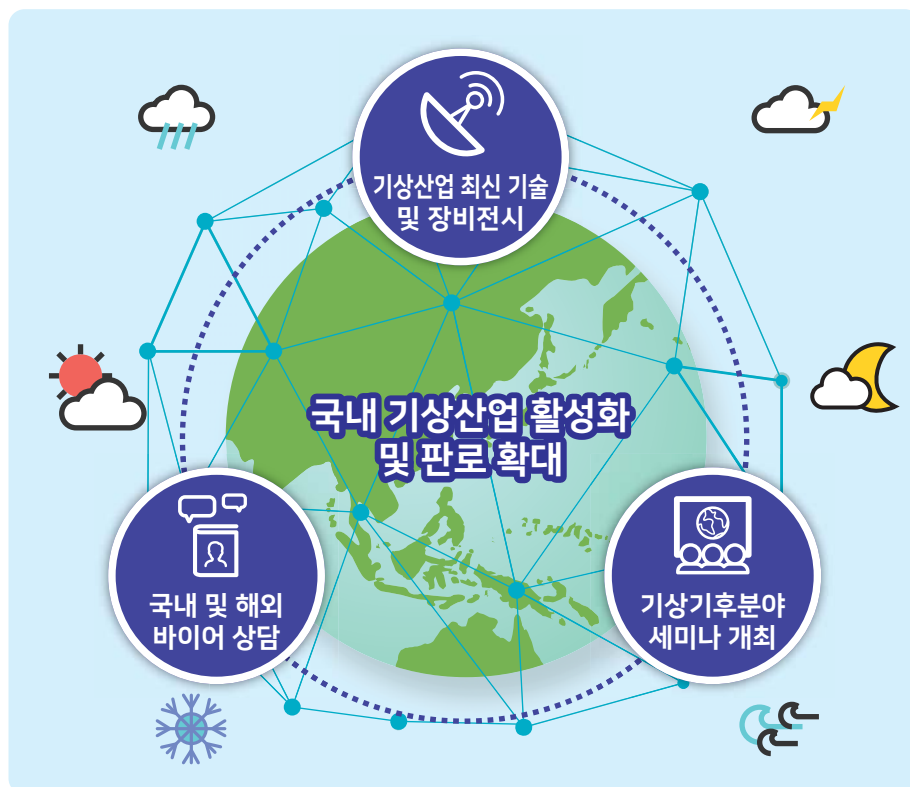 기상산업 최신 기술
및 장비전시
국내 기상산업 활성화
및 판로 확대
국내 및 해외
바이어 상담
기상기후분야
세미나 개최